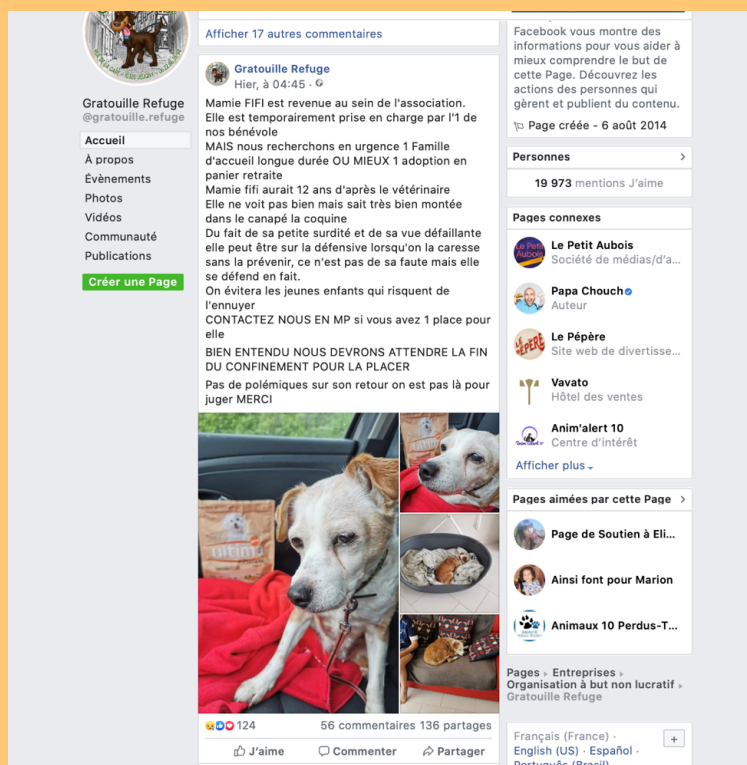 Gratouille Refuge
@gratouille.refuge
Accueil
À propos
Évènements
Photos
Vidéos
Communauté
Publications
Créer une Page
Afficher 17 autres commentaires
Gratouille Refuge
Hier, à 04:45 ·
Mamie FIFI est revenue au sein de l'association.
Elle est temporairement prise en charge par l'1 de
nos bénévole
MAIS nous recherchons en urgence 1 Famille
d'accueil longue durée OU MIEUX 1 adoption en
panier retraite
Mamie fifi aurait 12 ans d'après le vétérinaire
Elle ne voit pas bien mais sait très bien montée
dans le canapé la coquine
Du fait de sa petite surdité et de sa vue défaillante
elle peut être sur la défensive lorsqu'on la caresse
sans la prévenir, ce n'est pas de sa faute mais elle
se défend en fait.
On évitera les jeunes enfants qui risquent de
l'ennuyer
CONTACTEZ NOUS EN MP si vous avez 1 place pour
elle
BIEN ENTENDU NOUS DEVRONS ATTENDRE LA FIN
DU CONFINEMENT POUR LA PLACER
Pas de polémiques sur son retour on est pas là pour
juger MERCI
ultima
124
56 commentaires 136 partages
J'aime
Commenter
Partager
Facebook vous montre des
informations pour vous aider à
mieux comprendre le but de
cette Page. Découvrez les
actions des personnes qui
gèrent et publient du contenu.
Page créée - 6 août 2014
Personnes
19 973 mentions J'aime
Pages connexes
Le Petit Aubois
Société de médias/d'a...
Papa Chouch
Auteur
LE PÉPÈRE
Le Pépère
Site web de divertisse...
Vavato
Hôtel des ventes
Anim'alert 10
Centre d'intérêt
Afficher plus
Pages aimées par cette Page
Page de Soutien à Eli...
Ainsi font pour Marion
Animaux 10 Perdus-T...
Pages
Entreprises
Organisation à but non lucratif
Gratouille Refuge
Français (France) ·
English (US) · Español ·
Português (Brasil)